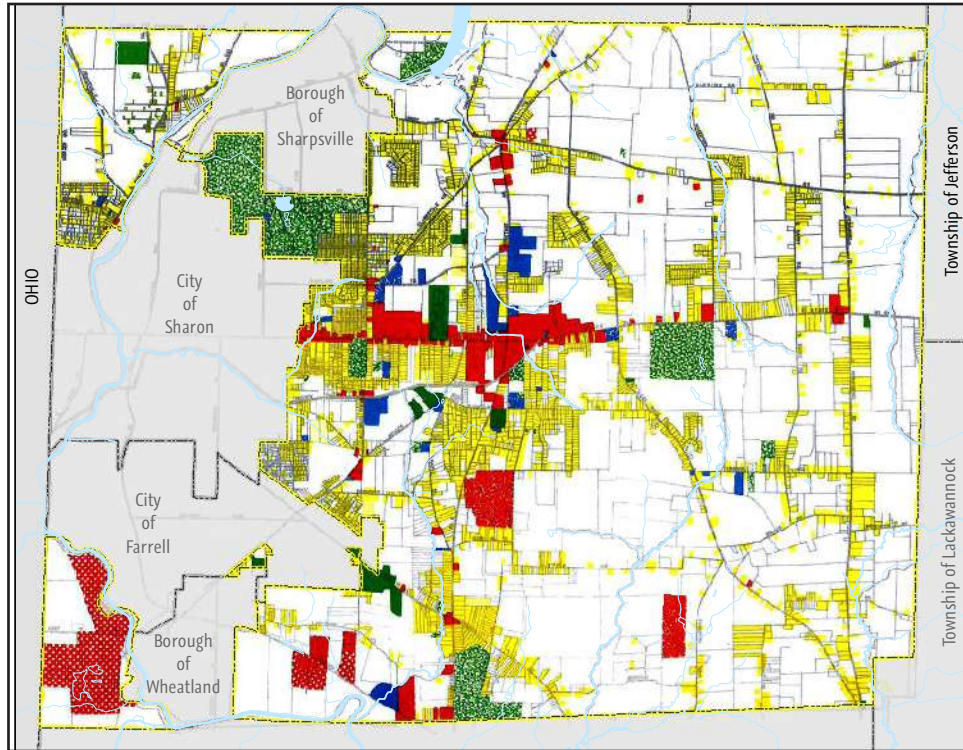 Borough
of
Sharpsville
OHIO
City
of
Sharon
Township of Jefferson
City
of
Farrell
Township of Lackawannock
Borough
of
Wheatland